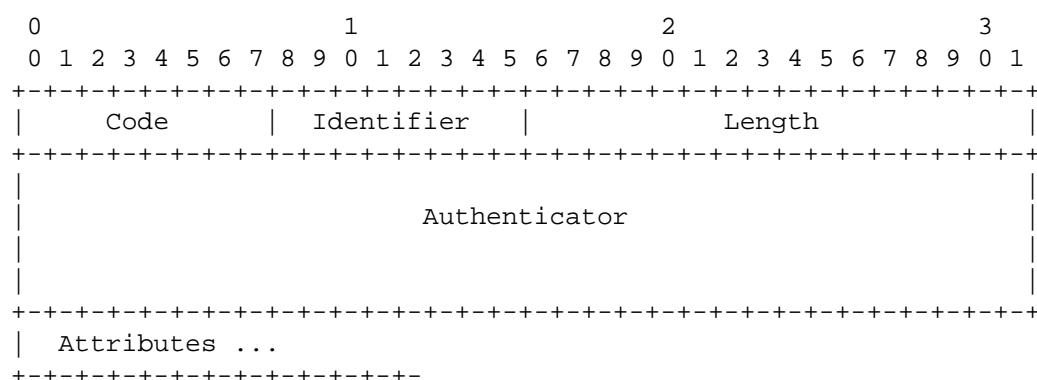 0                   1                   2                   3
 0 1 2 3 4 5 6 7 8 9 0 1 2 3 4 5 6 7 8 9 0 1 2 3 4 5 6 7 8 9 0 1
+-+-+-+-+-+-+-+-+-+-+-+-+-+-+-+-+-+-+-+-+-+-+-+-+-+-+-+-+-+-+-+-+
|     Code      |  Identifier   |            Length             |
+-+-+-+-+-+-+-+-+-+-+-+-+-+-+-+-+-+-+-+-+-+-+-+-+-+-+-+-+-+-+-+-+
|                                                               |
|                         Authenticator                         |
|                                                               |
|                                                               |
+-+-+-+-+-+-+-+-+-+-+-+-+-+-+-+-+-+-+-+-+-+-+-+-+-+-+-+-+-+-+-+-+
|  Attributes ...
+-+-+-+-+-+-+-+-+-+-+-+-+-